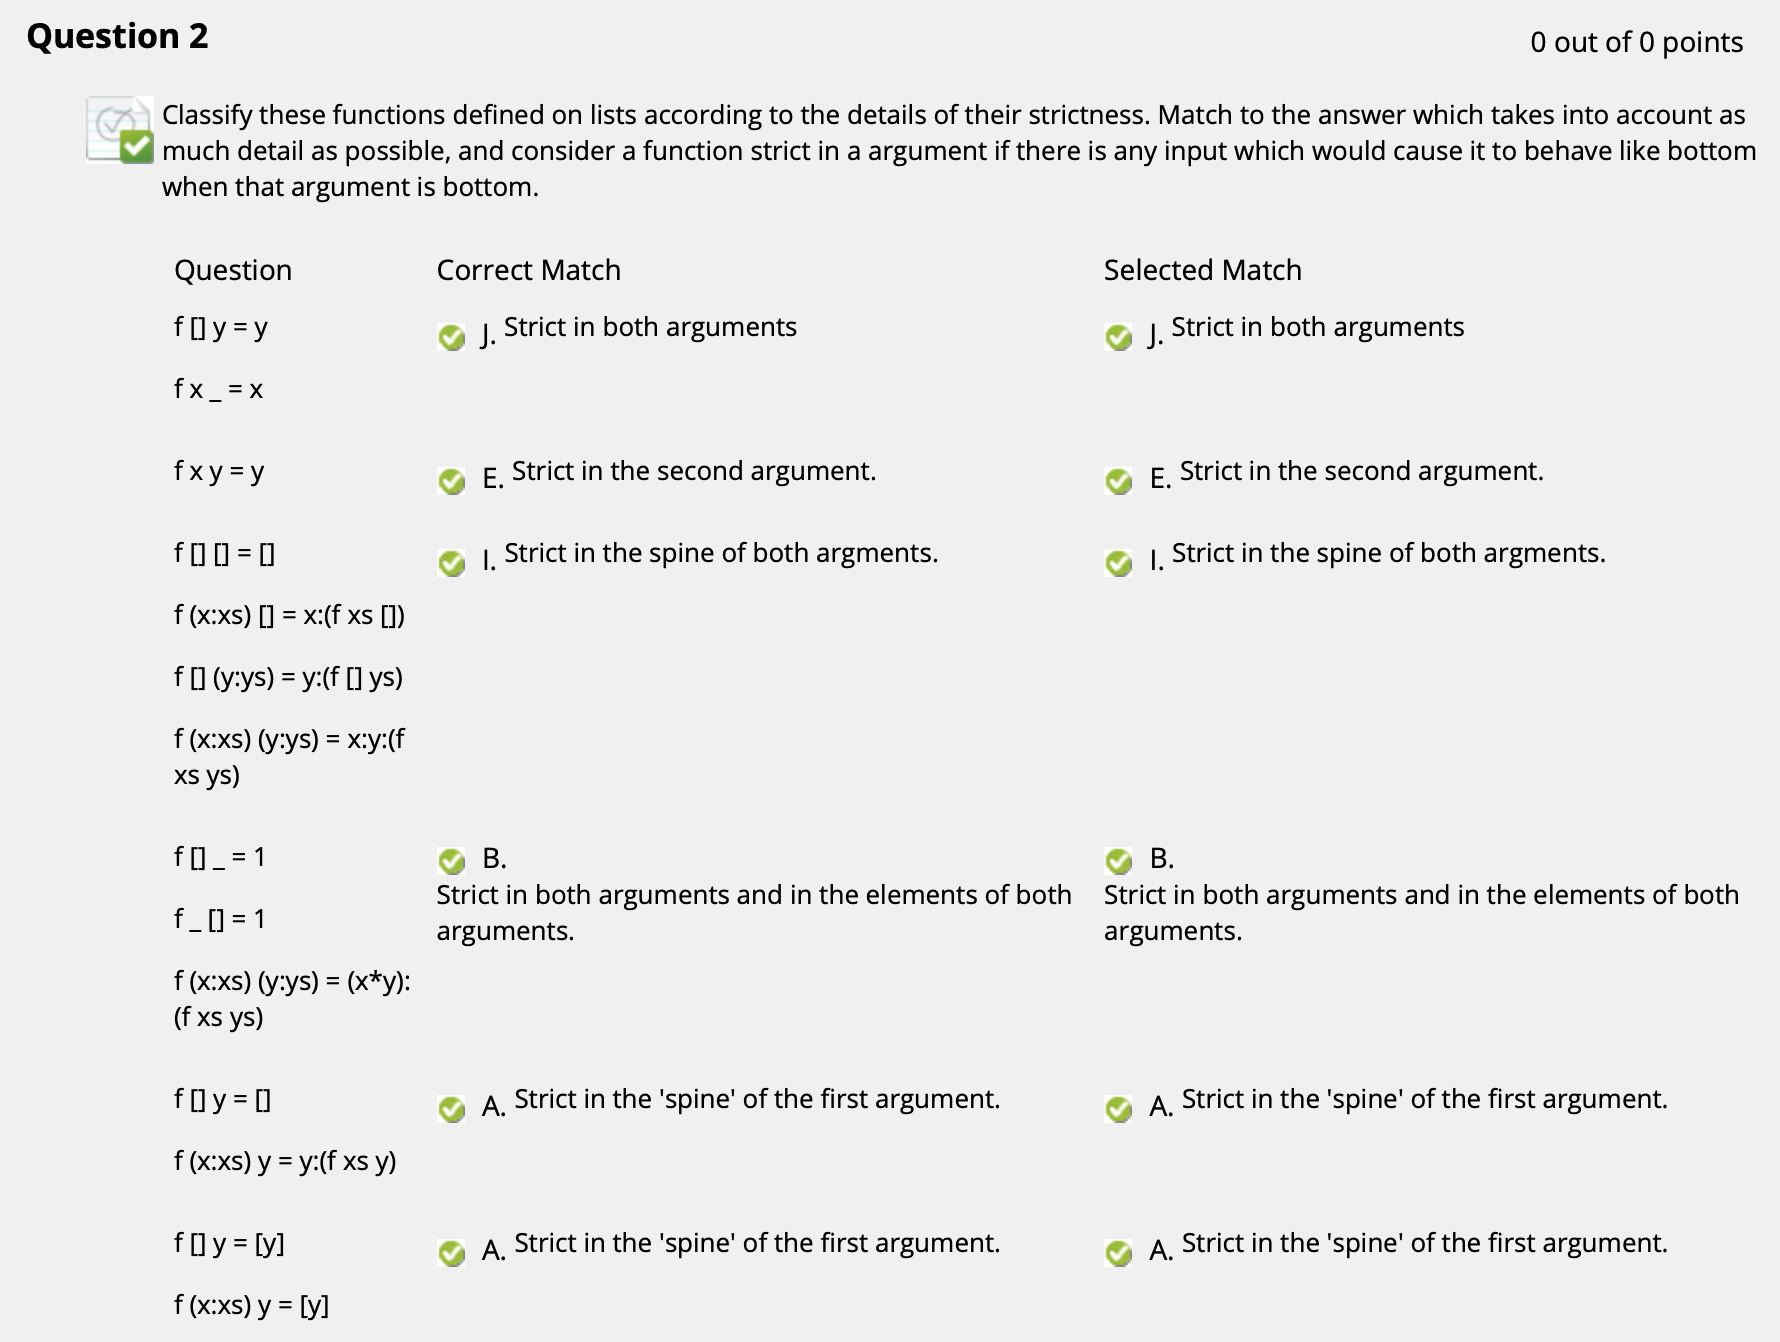 Question 2
0 out of 0 points
Classify these functions defined on lists according to the details of their strictness. Match to the answer which takes into account as
much detail as possible, and consider a function strict in a argument if there is any input which would cause it to behave like bottom
when that argument is bottom.
Question Correct Match Selected Match
f [] y = y J. Strict in both arguments J. Strict in both arguments
f x _ = x
f x y = y E. Strict in the second argument. E. Strict in the second argument.
f [] [] = [] I. Strict in the spine of both argments. I. Strict in the spine of both argments.
f (x:xs) [] = x:(f xs [])
f [] (y:ys) = y:(f [] ys)
f (x:xs) (y:ys) = x:y:(f
xs ys)
f [] _ = 1 B. B.
Strict in both arguments and in the elements of both Strict in both arguments and in the elements of both
f _ [] = 1 arguments. arguments.
f (x:xs) (y:ys) = (x*y):
(f xs ys)
f [] y = [] A. Strict in the 'spine' of the first argument. A. Strict in the 'spine' of the first argument.
f (x:xs) y = y:(f xs y)
f [] y = [y] A. Strict in the 'spine' of the first argument. A. Strict in the 'spine' of the first argument.
f (x:xs) y = [y]